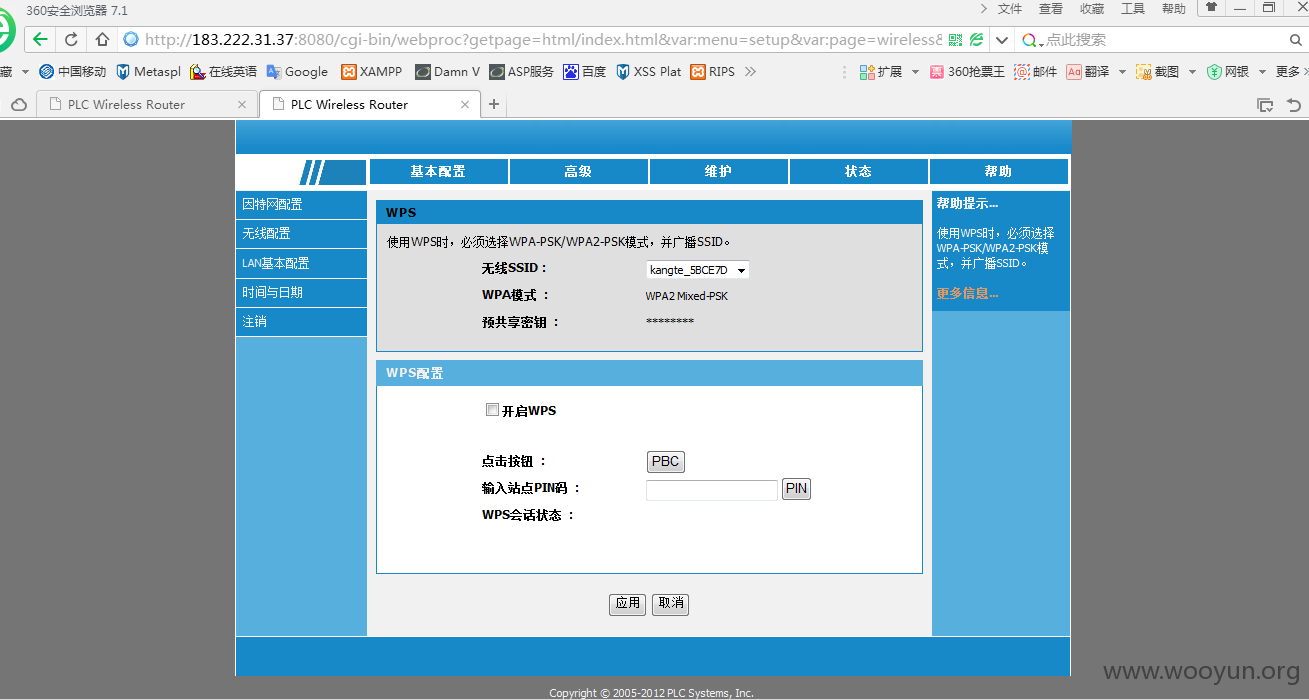 360安全浏览器 7.1
文件 查看 收藏 工具 帮助
http://183.222.31.37:8080/cgi-bin/webproc?getpage=html/index.html&var:menu=setup&var:page=wireless& 点此搜索
藏 中国移动 Metaspl 在线英语 Google XAMPP Damn V ASP服务 百度 XSS Plat RIPS 扩展 360抢票王 邮件 翻译 截图 网银 更多
PLC Wireless Router PLC Wireless Router
基本配置 高级 维护 状态 帮助
因特网配置
无线配置
LAN基本配置
时间与日期
注销
WPS
使用WPS时，必须选择WPA-PSK/WPA2-PSK模式，并广播SSID。
无线SSID： kangte_5BCE7D
WPA模式 ： WPA2 Mixed-PSK
预共享密钥 ： ********
WPS配置
开启WPS
点击按钮 ： PBC
输入站点PIN码 ： PIN
WPS会话状态 ：
应用 取消
帮助提示...
使用WPS时，必须选择
WPA-PSK/WPA2-PSK模
式，并广播SSID。
更多信息...
www.wooyun.org
Copyright © 2005-2012 PLC Systems, Inc.